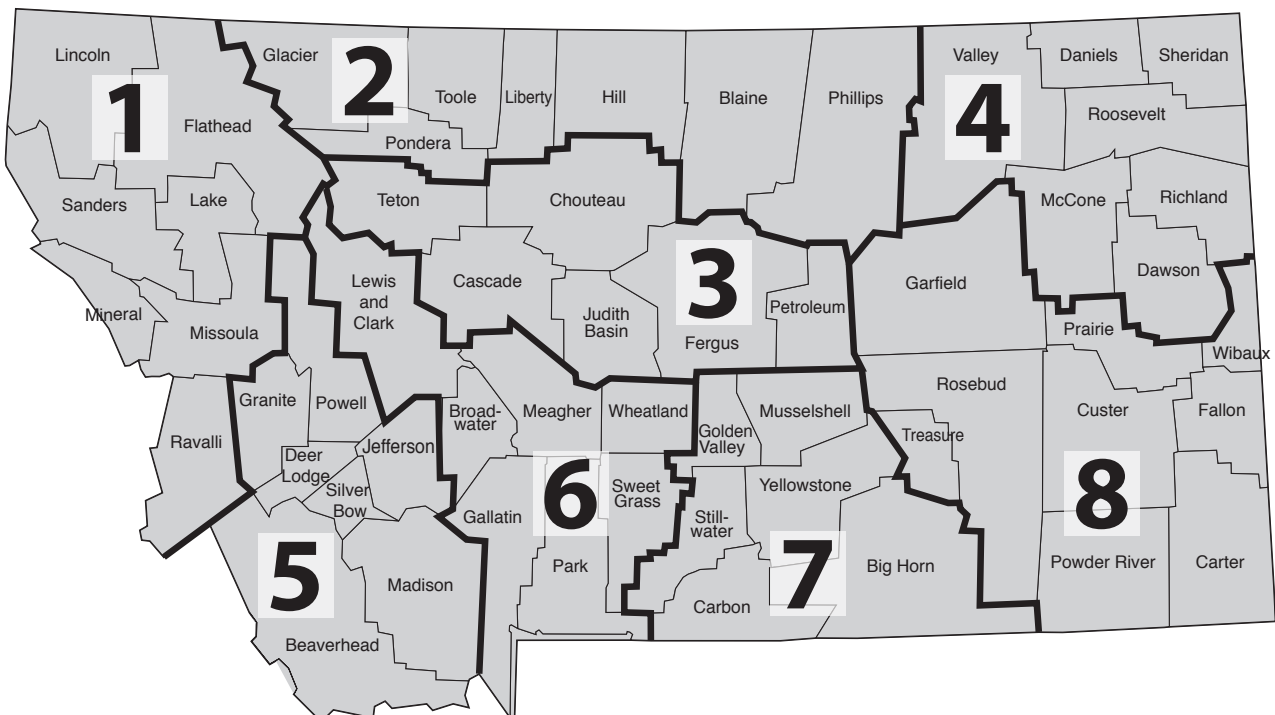 Lincoln
Glacier
2
Valley
Daniels
Sheridan
1
Flathead
Toole
Liberty
Hill
Blaine
Phillips
4
Roosevelt
Pondera
Sanders
Lake
Teton
Chouteau
McCone
Richland
Mineral
Missoula
Lewis
and
Clark
Cascade
Judith
Basin
3
Fergus
Petroleum
Garfield
Dawson
Prairie
Wibaux
Ravalli
Granite
Powell
Deer
Lodge
Silver
Bow
Jefferson
Broad-
water
Meagher
Wheatland
Golden
Valley
Musselshell
Rosebud
Treasure
Custer
Fallon
5
Beaverhead
Madison
Gallatin
6
Park
Sweet
Grass
Still-
water
Yellowstone
7
Carbon
Big Horn
8
Powder River
Carter